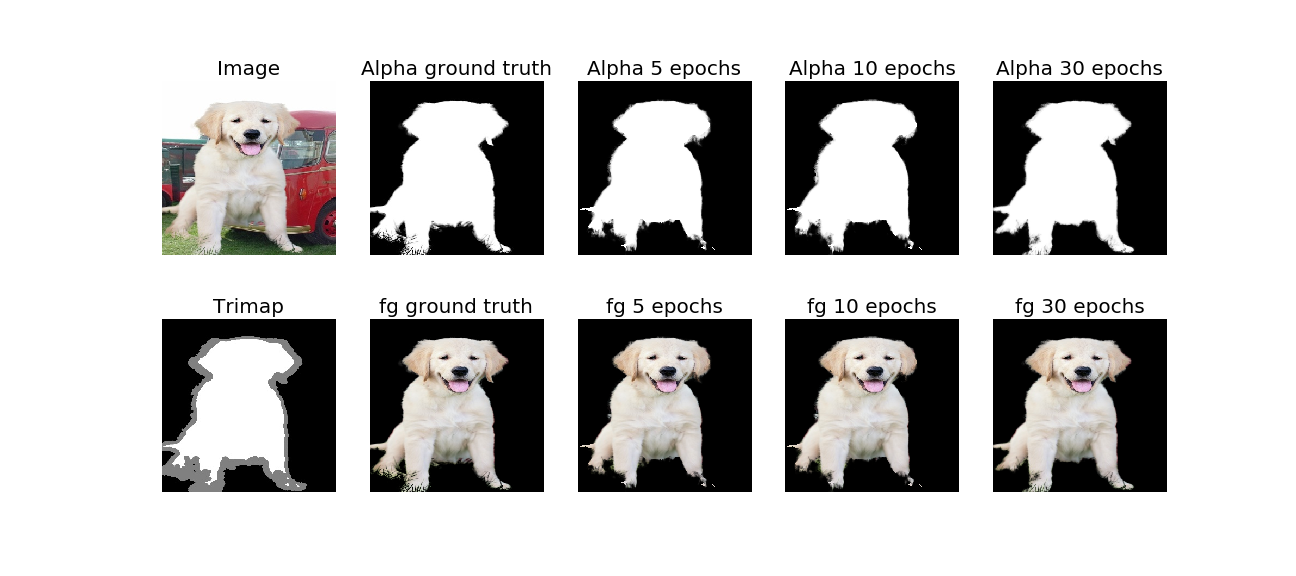 Image
Alpha ground truth
Alpha 5 epochs
Alpha 10 epochs
Alpha 30 epochs
Trimap
fg ground truth
fg 5 epochs
fg 10 epochs
fg 30 epochs